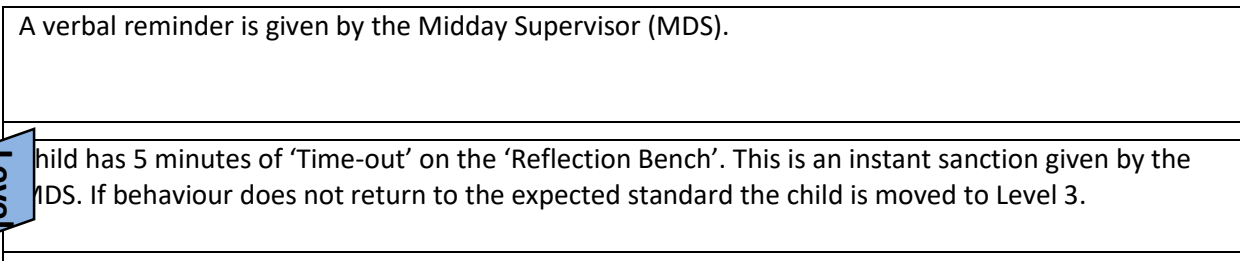 A verbal reminder is given by the Midday Supervisor (MDS).
hild has 5 minutes of ‘Time-out’ on the ‘Reflection Bench’. This is an instant sanction given by the
MDS. If behaviour does not return to the expected standard the child is moved to Level 3.